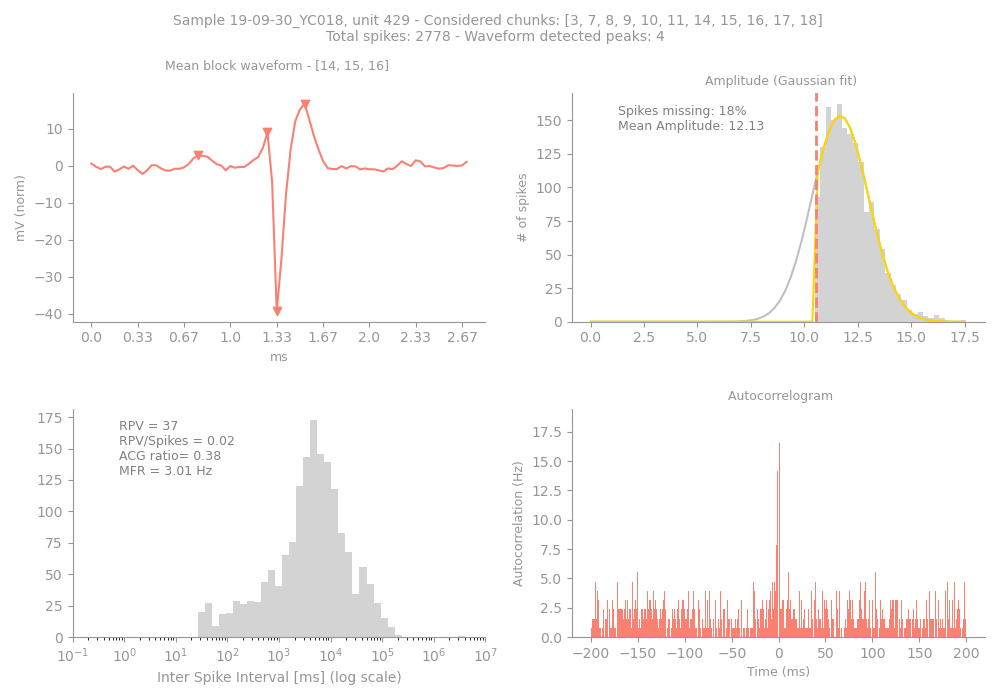 Sample 19-09-30_YC018, unit 429 - Considered chunks: [3, 7, 8, 9, 10, 11, 14, 15, 16, 17, 18]
Total spikes: 2778 - Waveform detected peaks: 4
Mean block waveform - [14, 15, 16]
10
0
−10
−20
−30
−40
mV (norm)
0.0 0.33 0.67 1.0 1.33 1.67 2.0 2.33 2.67
ms
Amplitude (Gaussian fit)
Spikes missing: 18%
Mean Amplitude: 12.13
150
125
100
75
50
25
0
# of spikes
0.0 2.5 5.0 7.5 10.0 12.5 15.0 17.5
RPV = 37
RPV/Spikes = 0.02
ACG ratio= 0.38
MFR = 3.01 Hz
175
150
125
100
75
50
25
0
10⁻¹ 10⁰ 10¹ 10² 10³ 10⁴ 10⁵ 10⁶ 10⁷
Inter Spike Interval [ms] (log scale)
Autocorrelogram
17.5
15.0
12.5
10.0
7.5
5.0
2.5
0.0
Autocorrelation (Hz)
−200 −150 −100 −50 0 50 100 150 200
Time (ms)